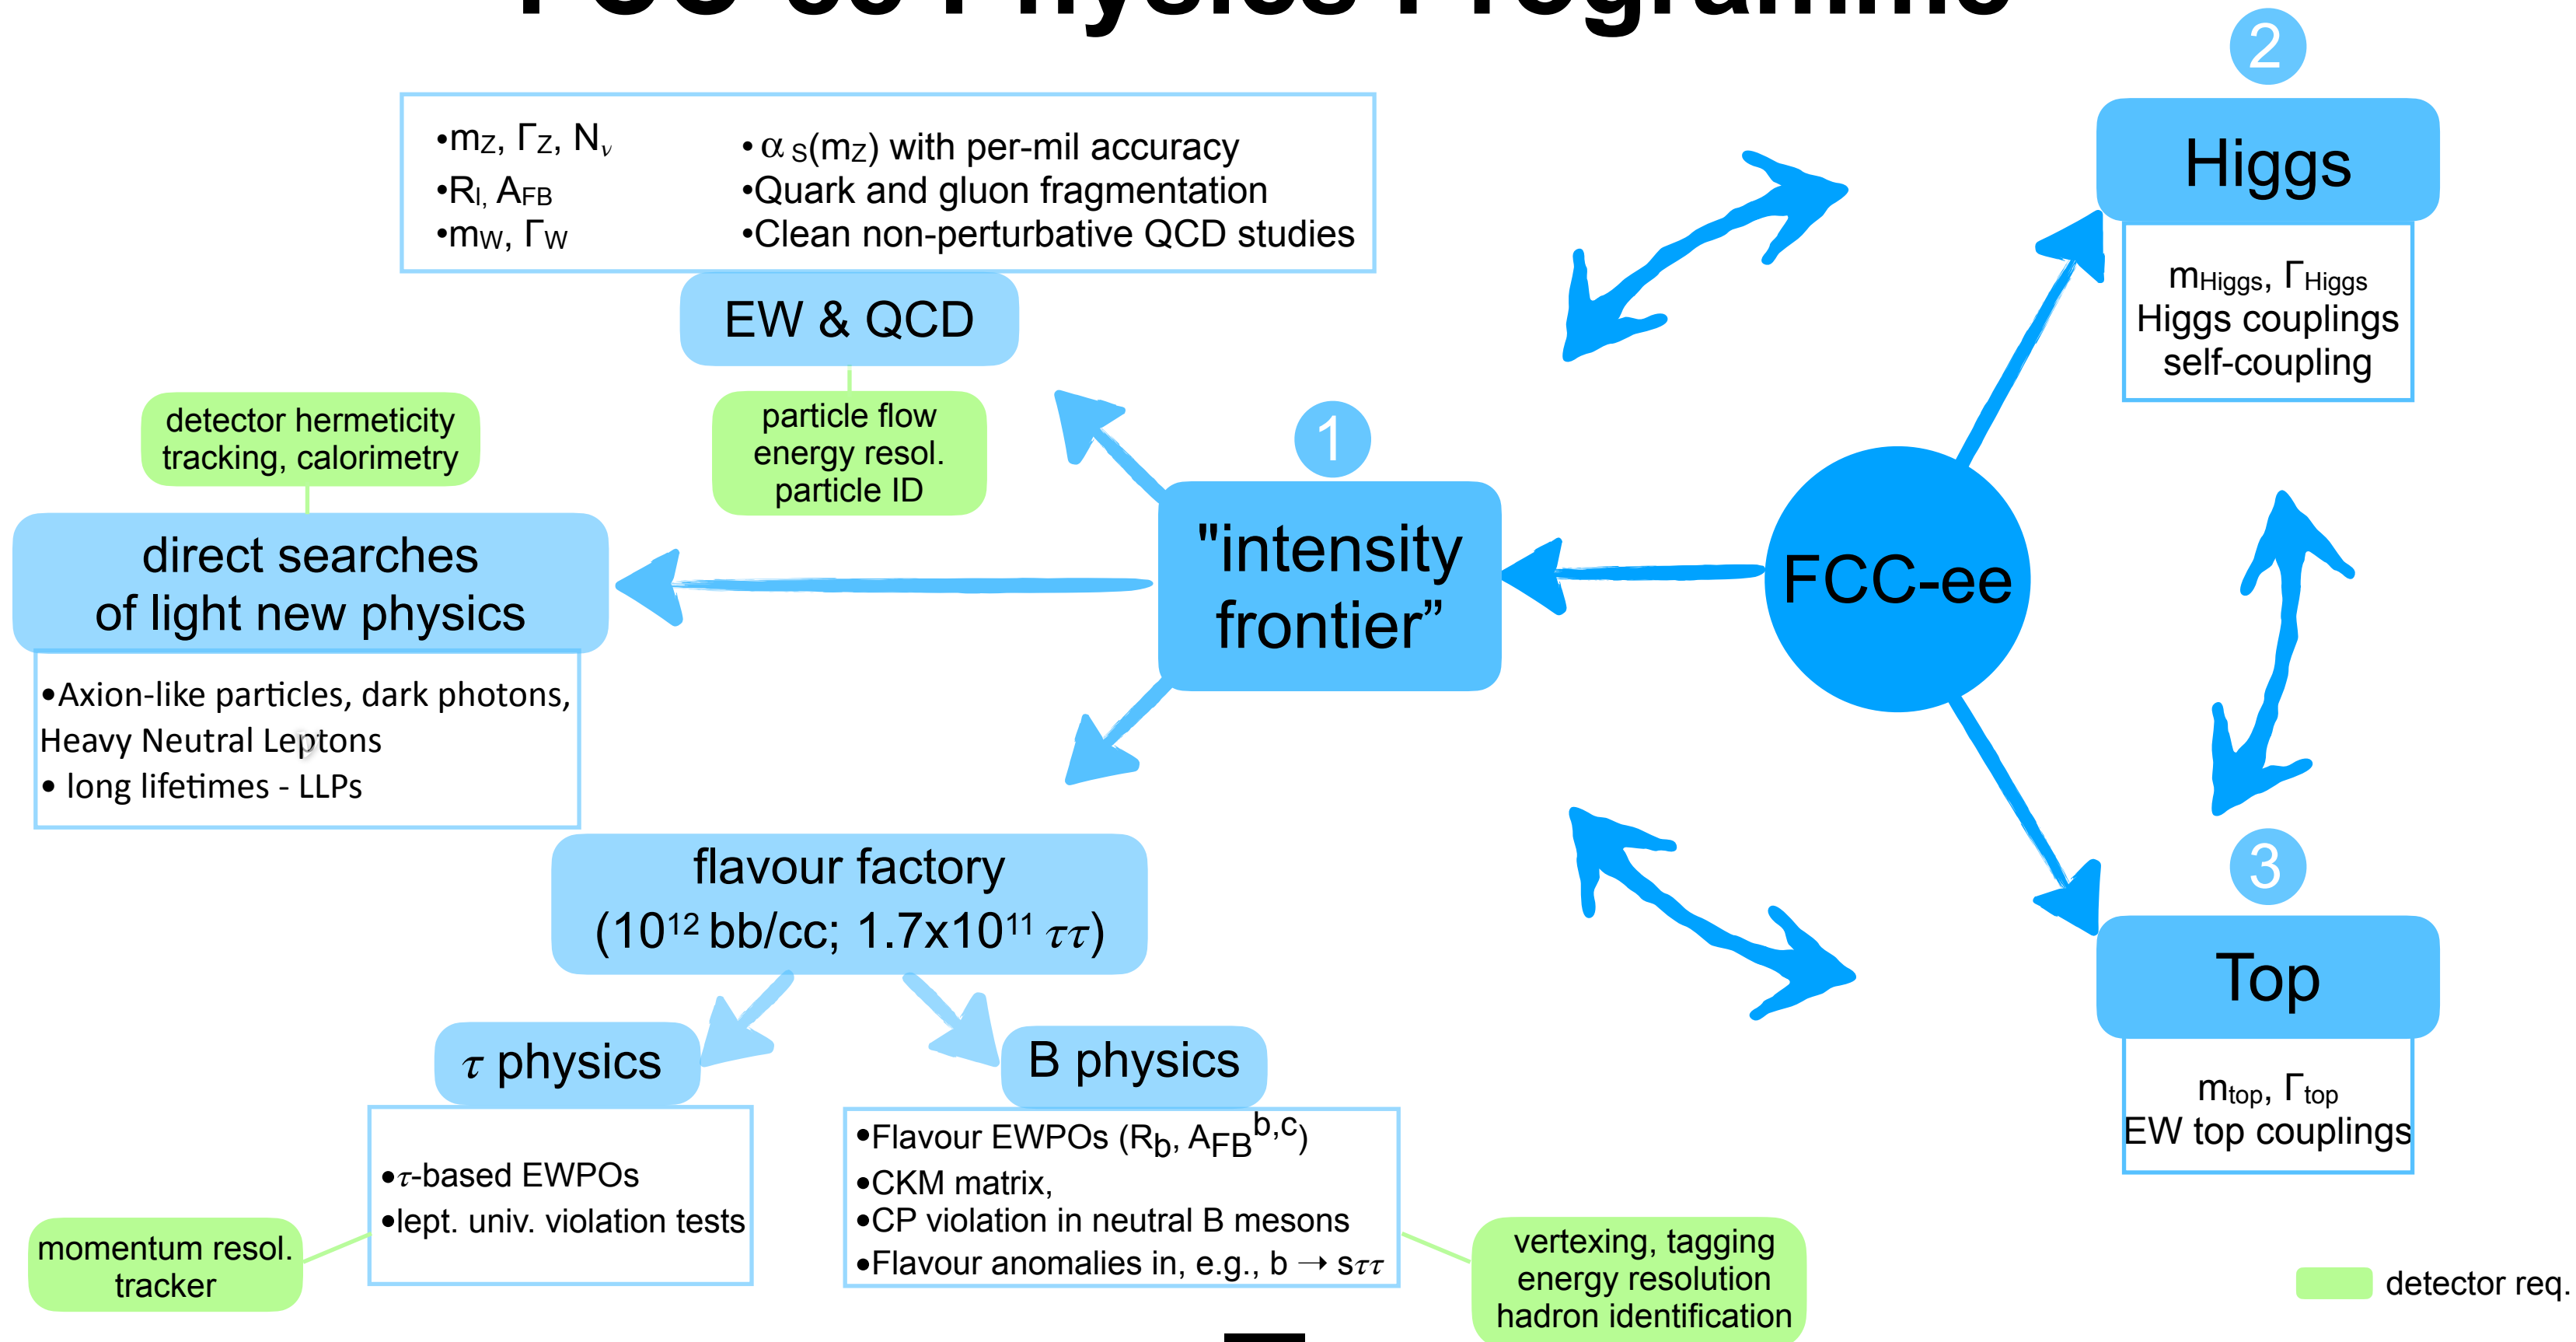 FCC-ee Physics Programme
2
•mZ, ΓZ, Nν
•Rl, AFB
•mW, ΓW
• αS(mZ) with per-mil accuracy
•Quark and gluon fragmentation
•Clean non-perturbative QCD studies
EW & QCD
particle flow
energy resol.
particle ID
Higgs
mHiggs, ΓHiggs
Higgs couplings
self-coupling
detector hermeticity
tracking, calorimetry
direct searches
of light new physics
•Axion-like particles, dark photons,
Heavy Neutral Leptons
• long lifetimes - LLPs
1
"intensity
frontier”
FCC-ee
flavour factory
(10¹² bb/cc; 1.7x10¹¹ ττ)
3
Top
mtop, Γtop
EW top couplings
τ physics
•τ-based EWPOs
•lept. univ. violation tests
momentum resol.
tracker
B physics
•Flavour EWPOs (Rb, AFBb,c)
•CKM matrix,
•CP violation in neutral B mesons
•Flavour anomalies in, e.g., b → sττ
vertexing, tagging
energy resolution
hadron identification
detector req.